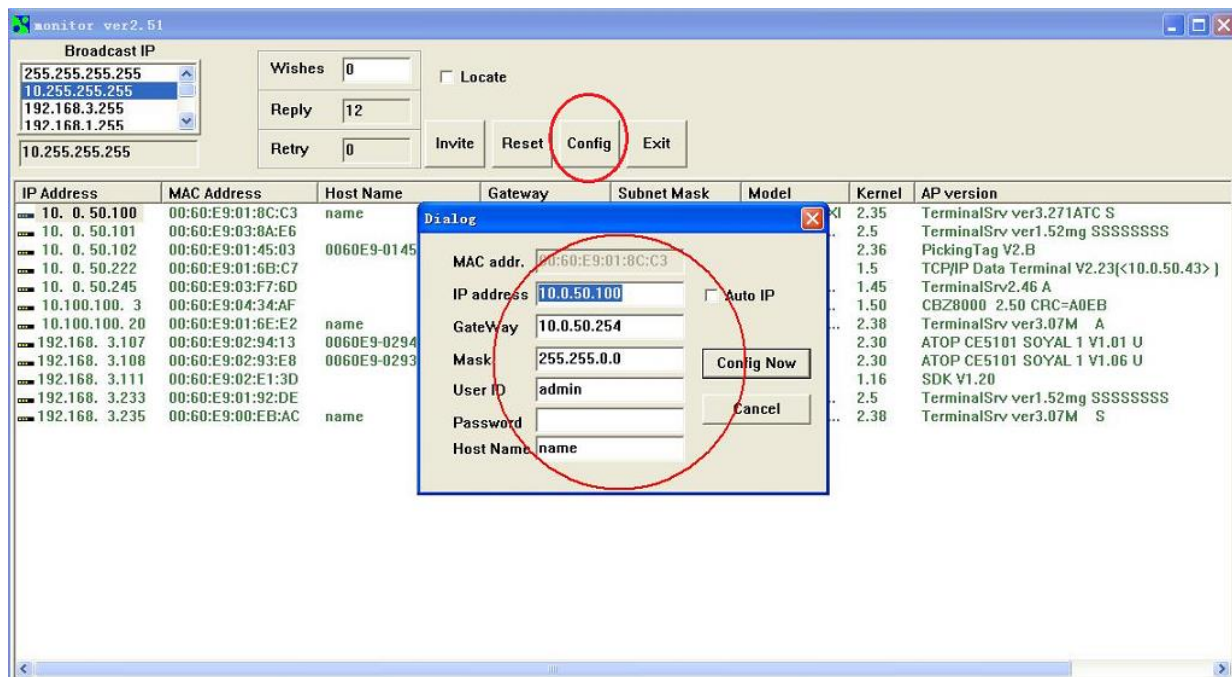 monitor ver2.51
Broadcast IP
255.255.255.255
10.255.255.255
192.168.3.255
192.168.1.255
10.255.255.255
Wishes 0
Reply 12
Retry 0
Locate
Invite Reset Config Exit
IP Address MAC Address Host Name Gateway Subnet Mask Model Kernel AP version
10. 0. 50.100 00:60:E9:01:8C:C3 name 2.35 TerminalSrv ver3.271ATC S
10. 0. 50.101 00:60:E9:03:8A:E6 2.5 TerminalSrv ver1.52mg SSSSSSSS
10. 0. 50.102 00:60:E9:01:45:03 0060E9-0145 2.36 PickingTag V2.B
10. 0. 50.222 00:60:E9:01:6B:C7 1.5 TCP/IP Data Terminal V2.23(<10.0.50.43> )
10. 0. 50.245 00:60:E9:03:F7:6D 1.45 TerminalSrv2.46 A
10.100.100. 3 00:60:E9:04:34:AF 1.50 CBZ8000 2.50 CRC=A0EB
10.100.100. 20 00:60:E9:01:6E:E2 name 2.38 TerminalSrv ver3.07M A
192.168. 3.107 00:60:E9:02:94:13 0060E9-0294 2.30 ATOP CE5101 SOYAL 1 V1.01 U
192.168. 3.108 00:60:E9:02:93:E8 0060E9-0293 2.30 ATOP CE5101 SOYAL 1 V1.06 U
192.168. 3.111 00:60:E9:02:E1:3D 1.16 SDK V1.20
192.168. 3.233 00:60:E9:01:92:DE 2.5 TerminalSrv ver1.52mg SSSSSSSS
192.168. 3.235 00:60:E9:00:EB:AC name 2.38 TerminalSrv ver3.07M S
Dialog
MAC addr. 00:60:E9:01:8C:C3
IP address 10.0.50.100 Auto IP
GateWay 10.0.50.254
Mask 255.255.0.0
Config Now
User ID admin
Cancel
Password
Host Name name